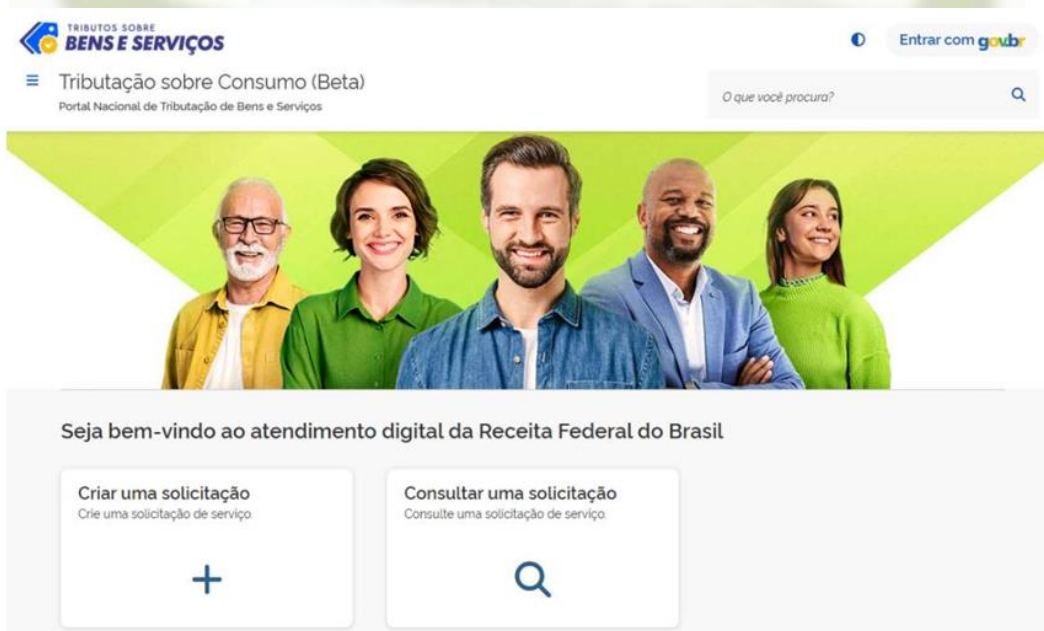 TRIBUTOS SOBRE
BENS E SERVIÇOS
Entrar com gov.br
Tributação sobre Consumo (Beta)
Portal Nacional de Tributação de Bens e Serviços
O que você procura?
Seja bem-vindo ao atendimento digital da Receita Federal do Brasil
Criar uma solicitação
Crie uma solicitação de serviço.
Consultar uma solicitação
Consulte uma solicitação de serviço.